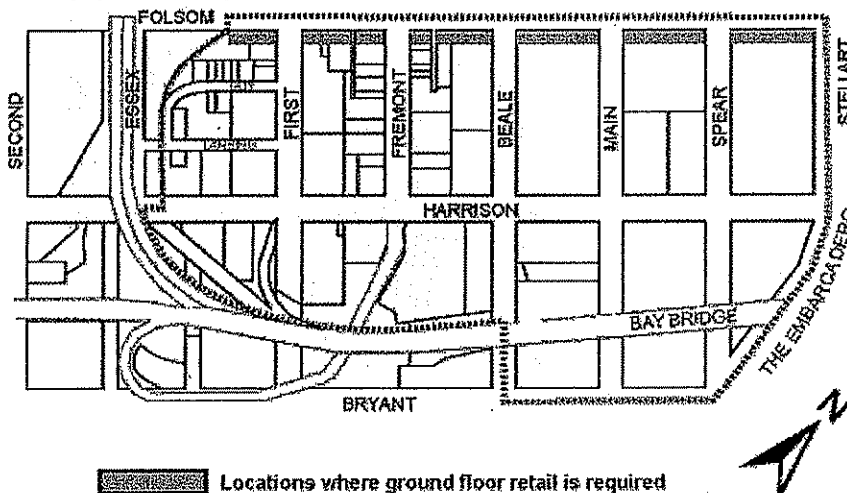 FOLSOM
SECOND
ESSEX
FIRST
FREMONT
BEALE
MAIN
SPEAR
STELLART
HARRISON
BAY BRIDGE
THE EMBARCADERO
BRYANT
N
Locations where ground floor retail is required